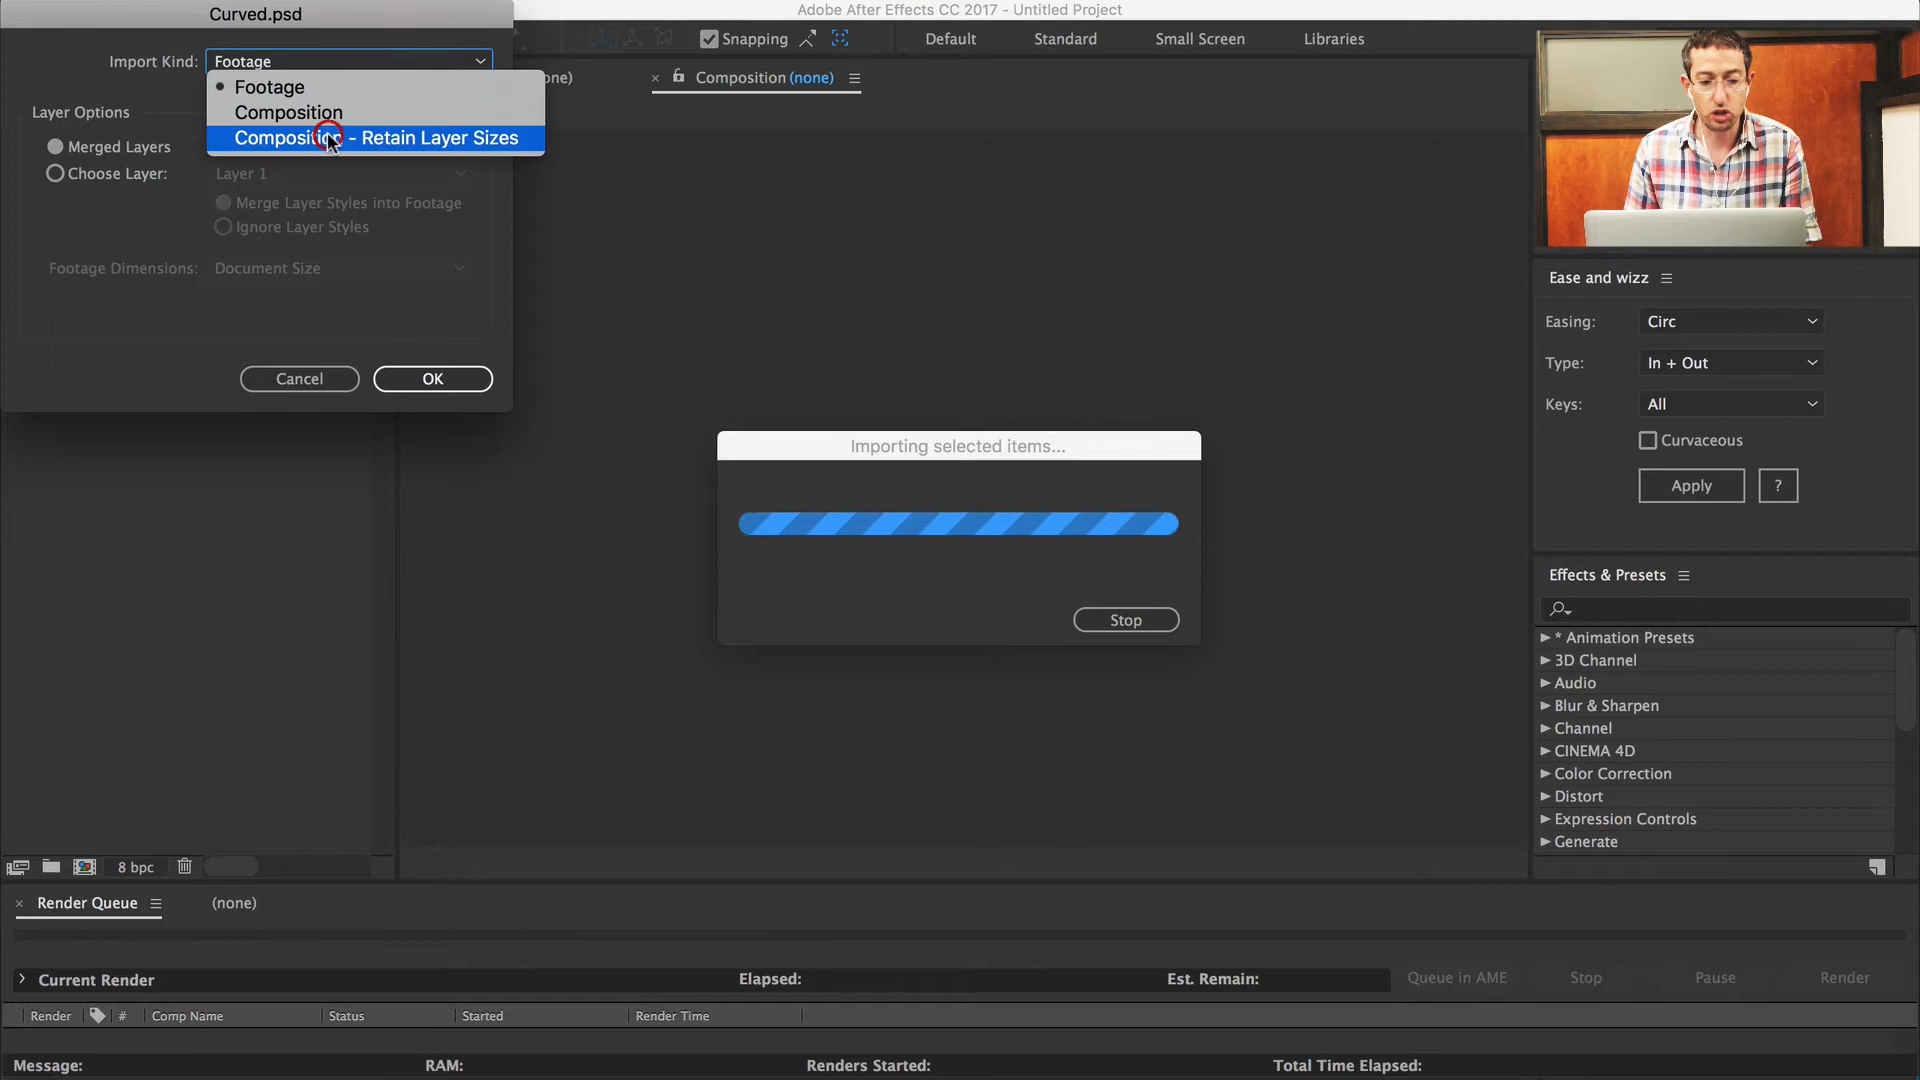 Curved.psd
Adobe After Effects CC 2017 - Untitled Project
Import Kind: Footage
Footage
Composition
Composition - Retain Layer Sizes
Layer Options
Merged Layers
Choose Layer: Layer 1
Merge Layer Styles into Footage
Ignore Layer Styles
Footage Dimensions: Document Size
Cancel
OK
Snapping
Default
Standard
Small Screen
Libraries
one)
× Composition (none)
Importing selected items...
Stop
Ease and wizz
Easing: Circ
Type: In + Out
Keys: All
Curvaceous
Apply
?
Effects & Presets
* Animation Presets
3D Channel
Audio
Blur & Sharpen
Channel
CINEMA 4D
Color Correction
Distort
Expression Controls
Generate
8 bpc
× Render Queue
(none)
Current Render
Elapsed:
Est. Remain:
Queue in AME
Stop
Pause
Render
Render # Comp Name Status Started Render Time
Message: RAM: Renders Started: Total Time Elapsed: